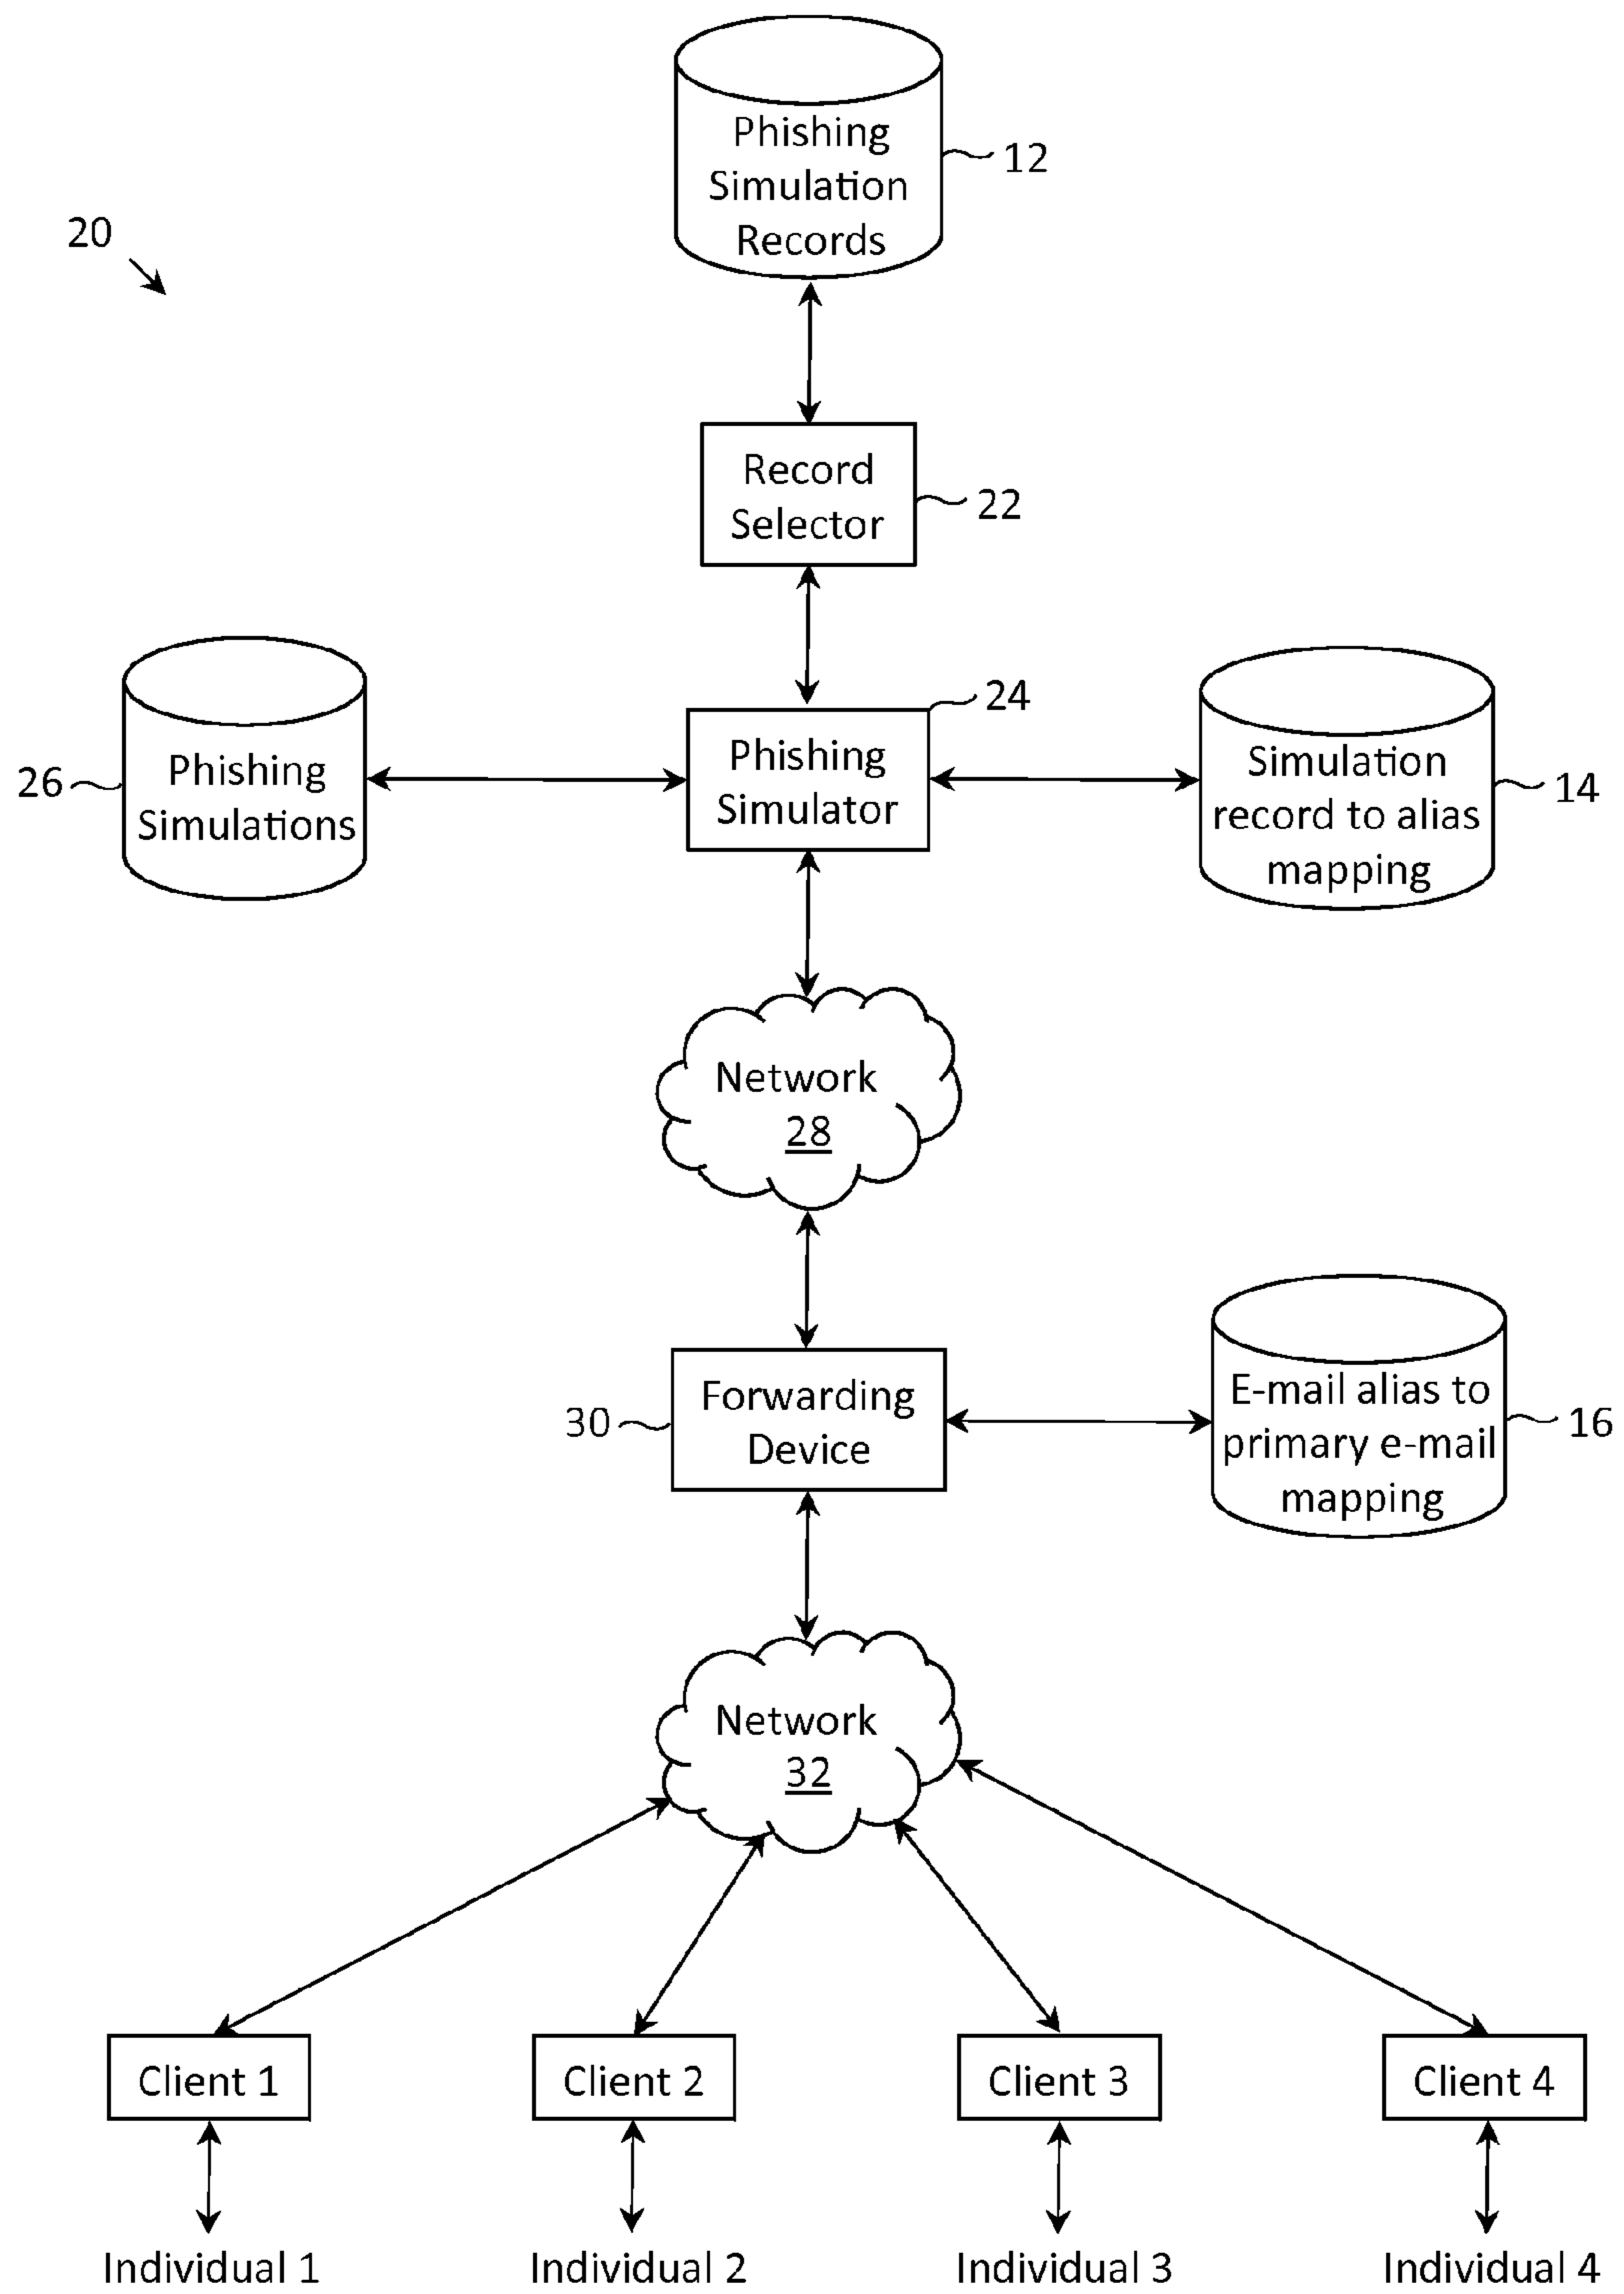 Phishing
Simulation
Records
12
20
Record
Selector
22
24
Phishing
Simulator
26
Phishing
Simulations
Simulation
record to alias
mapping
14
Network
28
30
Forwarding
Device
E-mail alias to
primary e-mail
mapping
16
Network
32
Client 1
Client 2
Client 3
Client 4
Individual 1
Individual 2
Individual 3
Individual 4